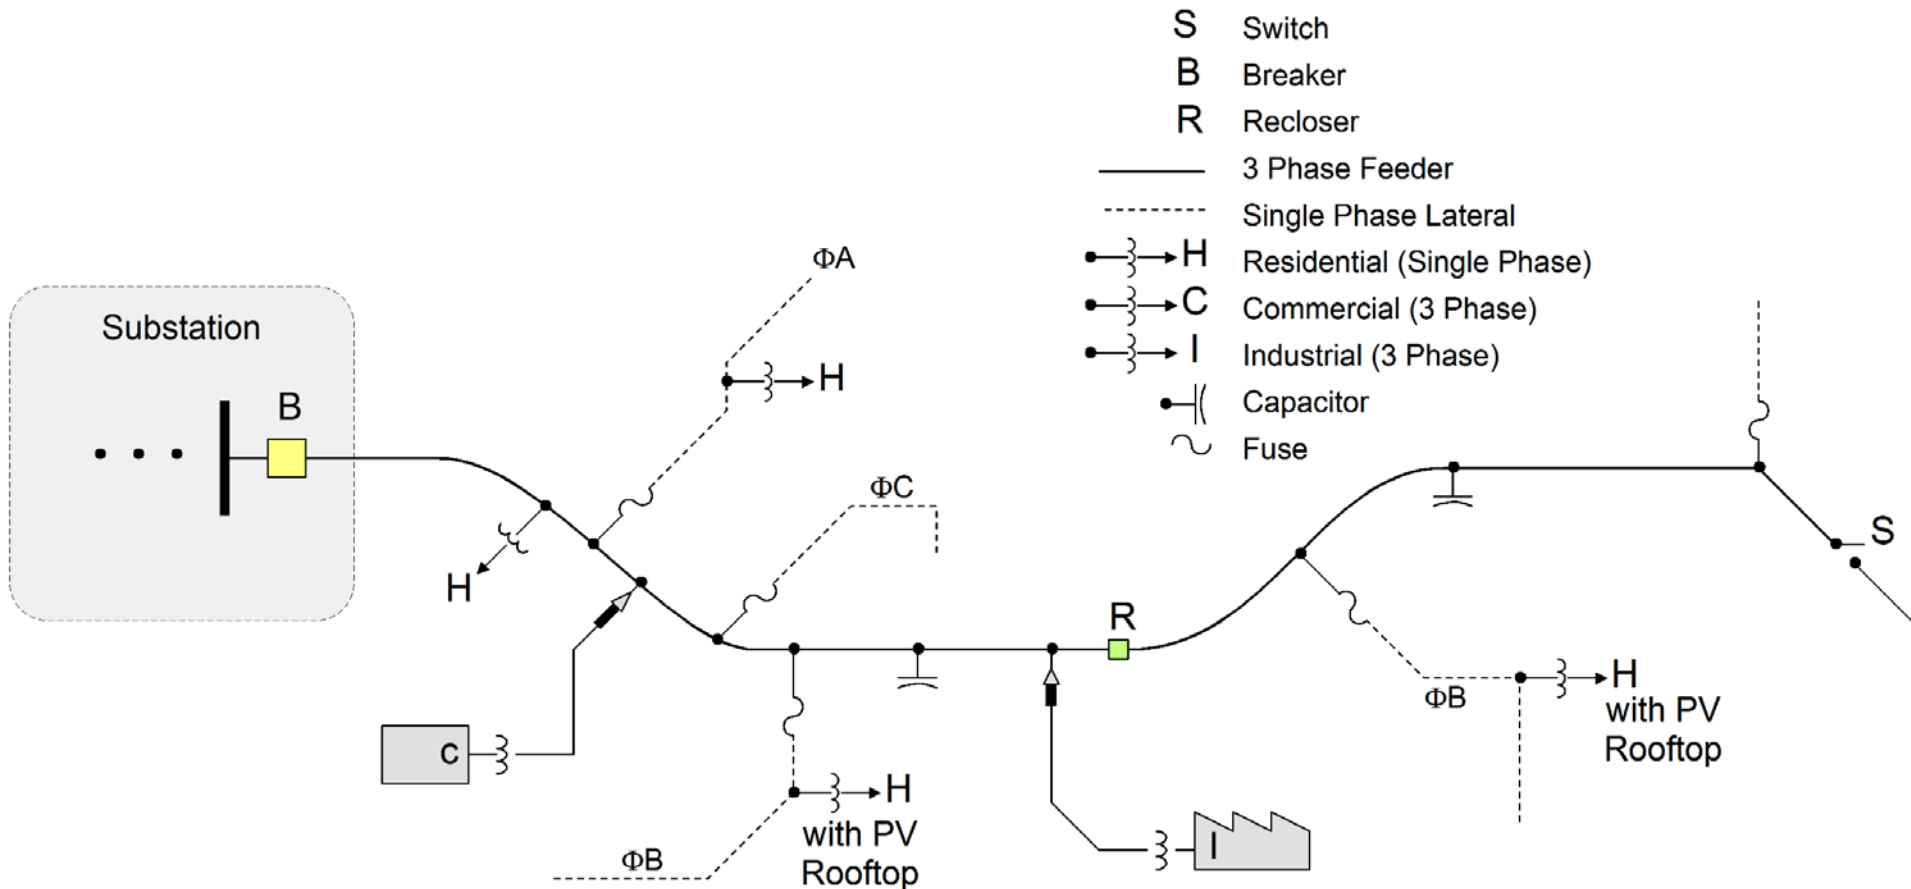 S Switch
B Breaker
R Recloser
3 Phase Feeder
Single Phase Lateral
H Residential (Single Phase)
C Commercial (3 Phase)
I Industrial (3 Phase)
Capacitor
Fuse
Substation
B
ΦA
H
ΦC
H
R
S
ΦB
H
with PV
Rooftop
c
H
with PV
Rooftop
ΦB
I